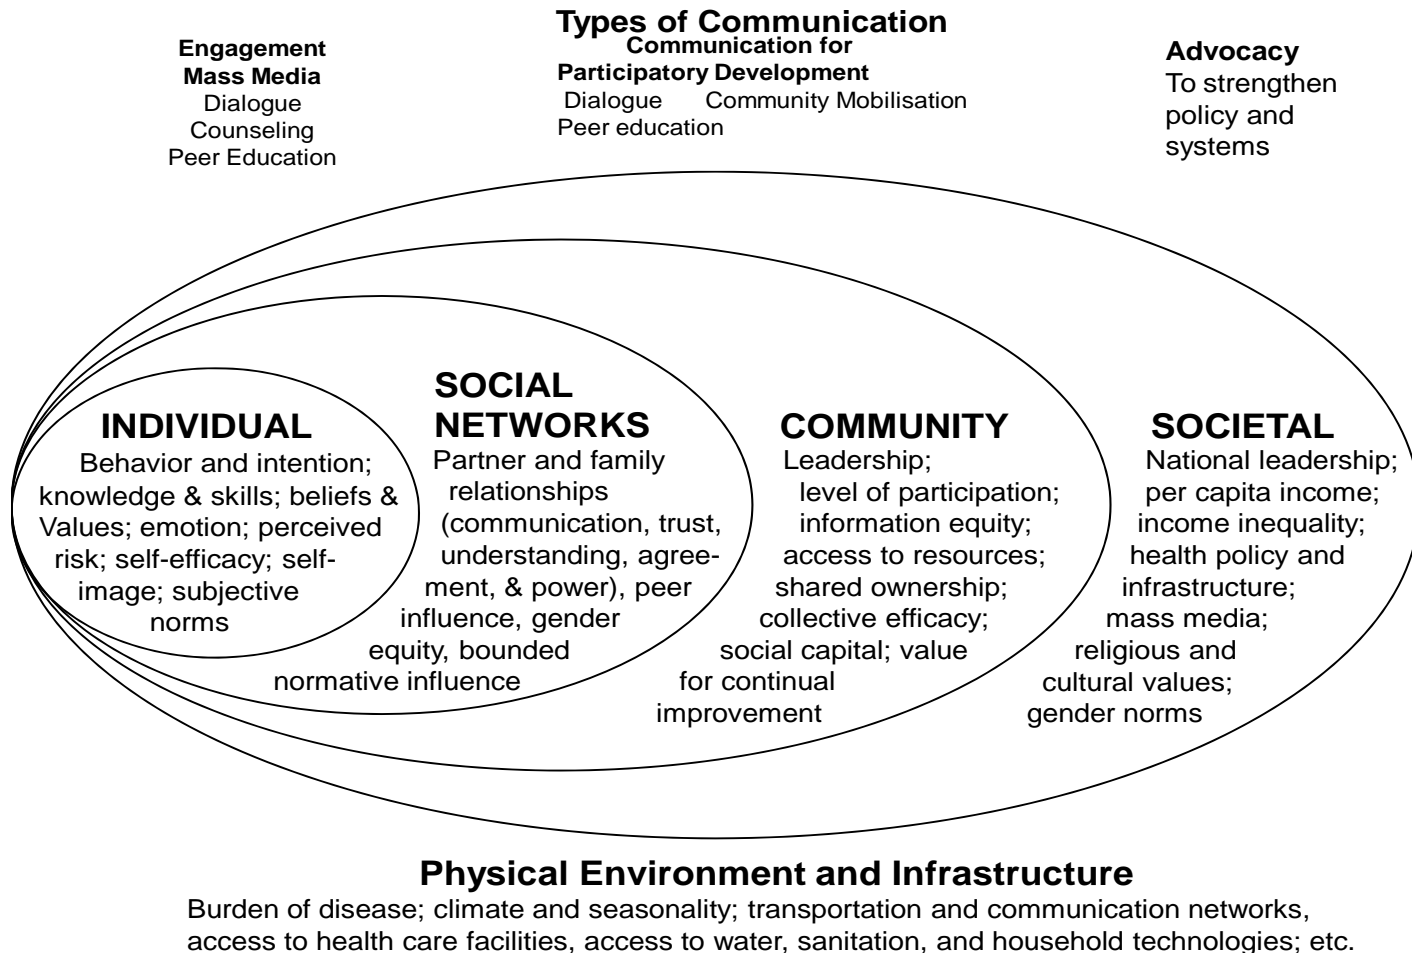 Types of Communication
Engagement
Mass Media
Dialogue
Counseling
Peer Education
Communication for
Participatory Development
Dialogue Community Mobilisation
Peer education
Advocacy
To strengthen
policy and
systems
INDIVIDUAL
Behavior and intention;
knowledge & skills; beliefs &
Values; emotion; perceived
risk; self-efficacy; self-
image; subjective
norms
SOCIAL
NETWORKS
Partner and family
relationships
(communication, trust,
understanding, agree-
ment, & power), peer
influence, gender
equity, bounded
normative influence
COMMUNITY
Leadership;
level of participation;
information equity;
access to resources;
shared ownership;
collective efficacy;
social capital; value
for continual
improvement
SOCIETAL
National leadership;
per capita income;
income inequality;
health policy and
infrastructure;
mass media;
religious and
cultural values;
gender norms
Physical Environment and Infrastructure
Burden of disease; climate and seasonality; transportation and communication networks,
access to health care facilities, access to water, sanitation, and household technologies; etc.